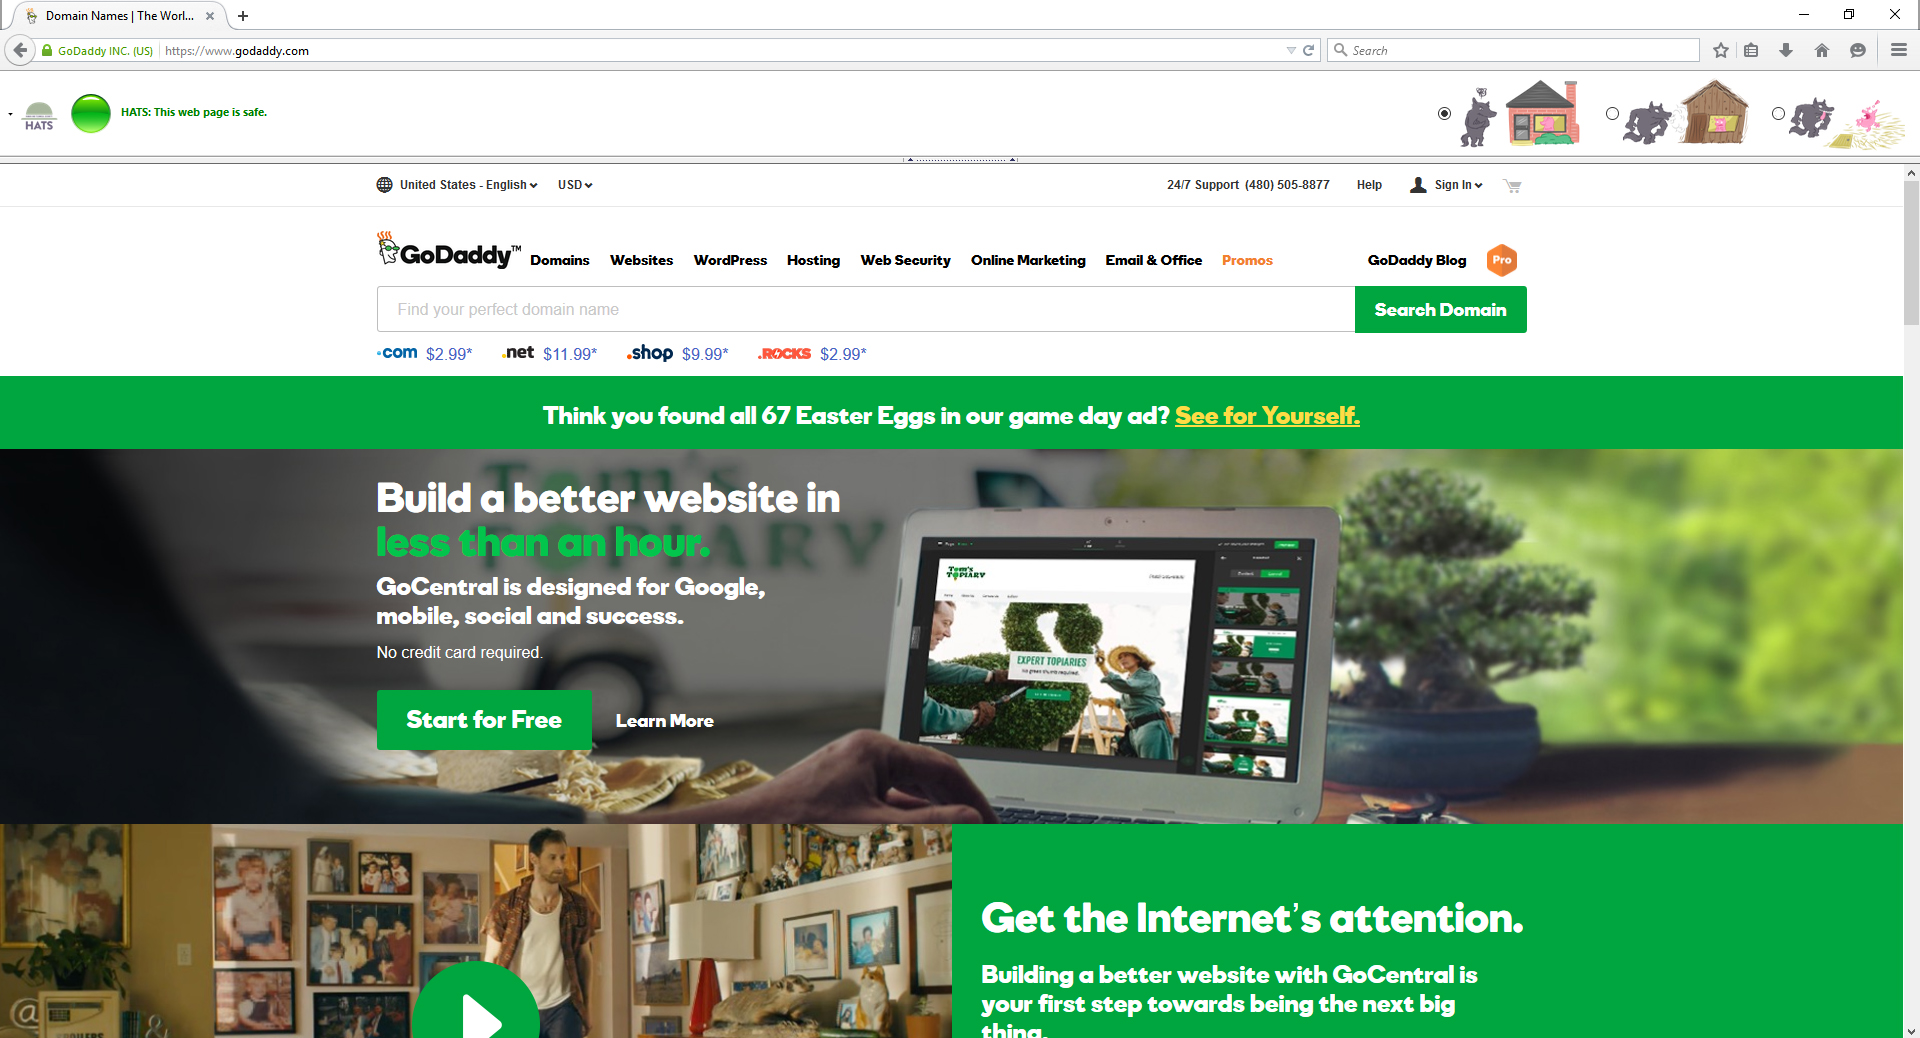 Domain Names | The Worl...
GoDaddy INC. (US) https://www.godaddy.com
Search
HATS
HATS: This web page is safe.
United States - English USD
24/7 Support (480) 505-8877 Help Sign In
GoDaddy™ Domains Websites WordPress Hosting Web Security Online Marketing Email & Office Promos GoDaddy Blog Pro
Find your perfect domain name Search Domain
.com $2.99* .net $11.99* .shop $9.99* .ROCKS $2.99*
Think you found all 67 Easter Eggs in our game day ad? See for Yourself.
Tom's
TOPIARY
Build a better website in
less than an hour.
GoCentral is designed for Google,
mobile, social and success.
No credit card required.
Start for Free Learn More
Tom's
TOPIARY
EXPERT TOPIARIES
No green thumb required.
Get the Internet's attention.
Building a better website with GoCentral is
your first step towards being the next big
thing.